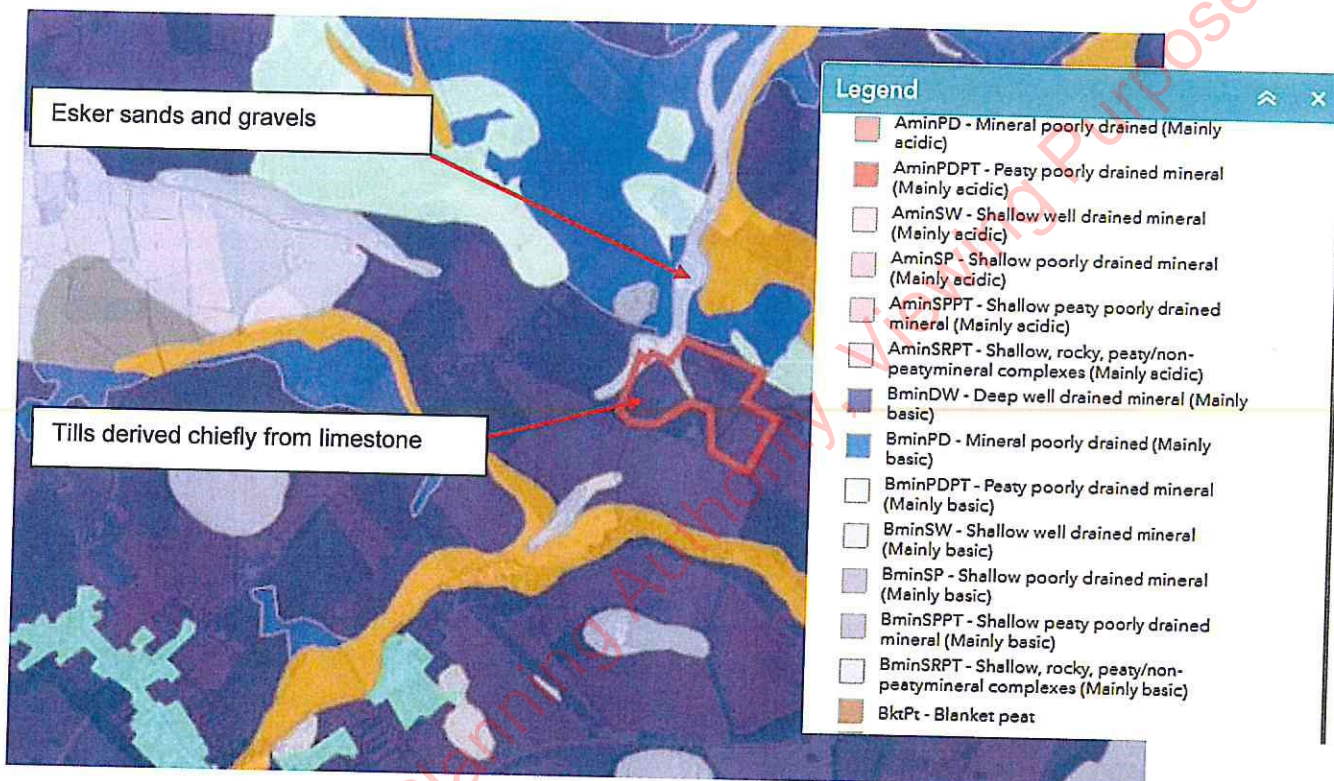 Esker sands and gravels
Tills derived chiefly from limestone
Legend
AminPD - Mineral poorly drained (Mainly
acidic)
AminPDPT - Peaty poorly drained mineral
(Mainly acidic)
AminSW - Shallow well drained mineral
(Mainly acidic)
AminSP - Shallow poorly drained mineral
(Mainly acidic)
AminSPPT - Shallow peaty poorly drained
mineral (Mainly acidic)
AminSRPT - Shallow, rocky, peaty/non-
peatymineral complexes (Mainly acidic)
BminDW - Deep well drained mineral (Mainly
basic)
BminPD - Mineral poorly drained (Mainly
basic)
BminPDPT - Peaty poorly drained mineral
(Mainly basic)
BminSW - Shallow well drained mineral
(Mainly basic)
BminSP - Shallow poorly drained mineral
(Mainly basic)
BminSPPT - Shallow peaty poorly drained
mineral (Mainly basic)
BminSRPT - Shallow, rocky, peaty/non-
peatymineral complexes (Mainly basic)
BktPt - Blanket peat
Planning Authority, Viewing Purpose